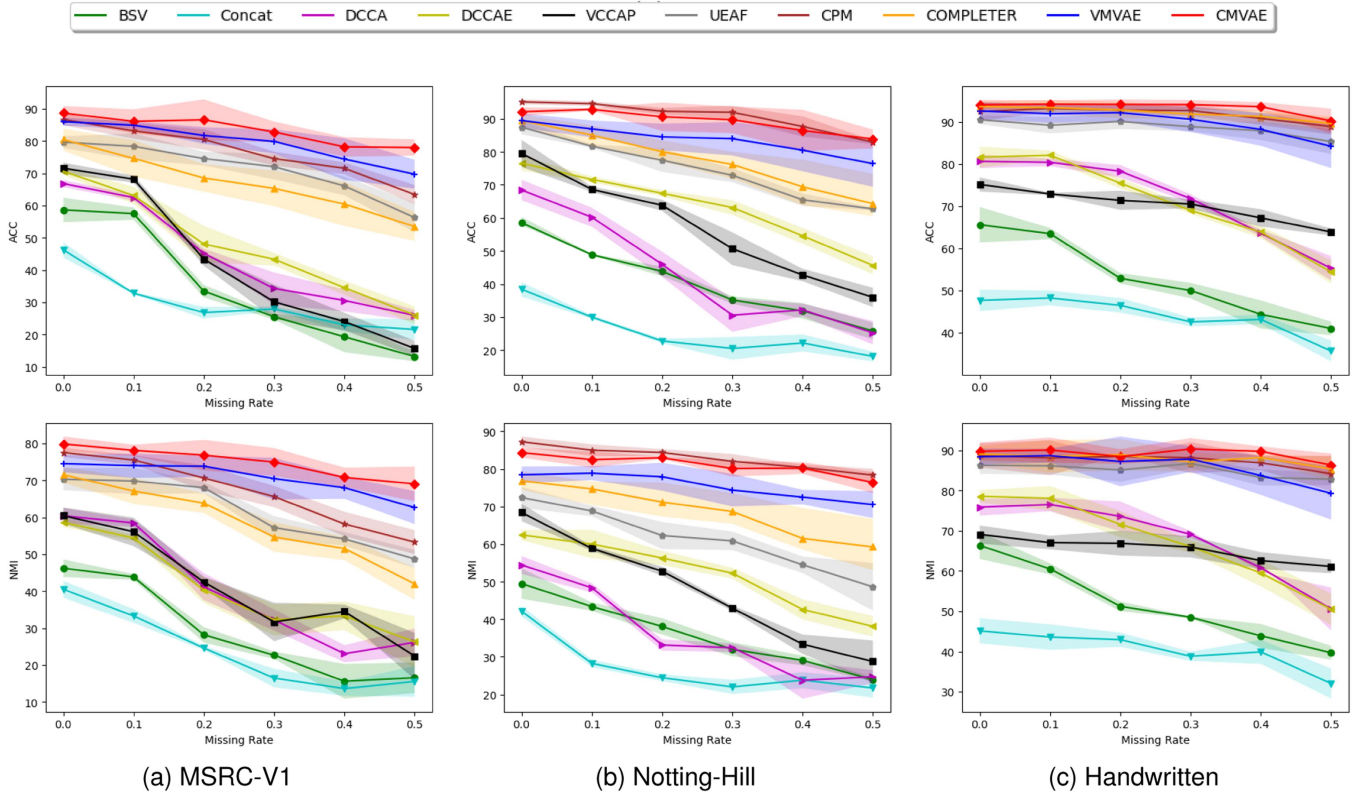 BSV Concat DCCA DCCAE VCCAP UEAF CPM COMPLETER VMVAE CMVAE
90
80
70
60
50
40
30
20
10
ACC
0.0 0.1 0.2 0.3 0.4 0.5
Missing Rate
90
80
70
60
50
40
30
20
ACC
0.0 0.1 0.2 0.3 0.4 0.5
Missing Rate
90
80
70
60
50
40
ACC
0.0 0.1 0.2 0.3 0.4 0.5
Missing Rate
80
70
60
50
40
30
20
10
NMI
0.0 0.1 0.2 0.3 0.4 0.5
Missing Rate
90
80
70
60
50
40
30
20
NMI
0.0 0.1 0.2 0.3 0.4 0.5
Missing Rate
90
80
70
60
50
40
30
NMI
0.0 0.1 0.2 0.3 0.4 0.5
Missing Rate
(a) MSRC-V1
(b) Notting-Hill
(c) Handwritten